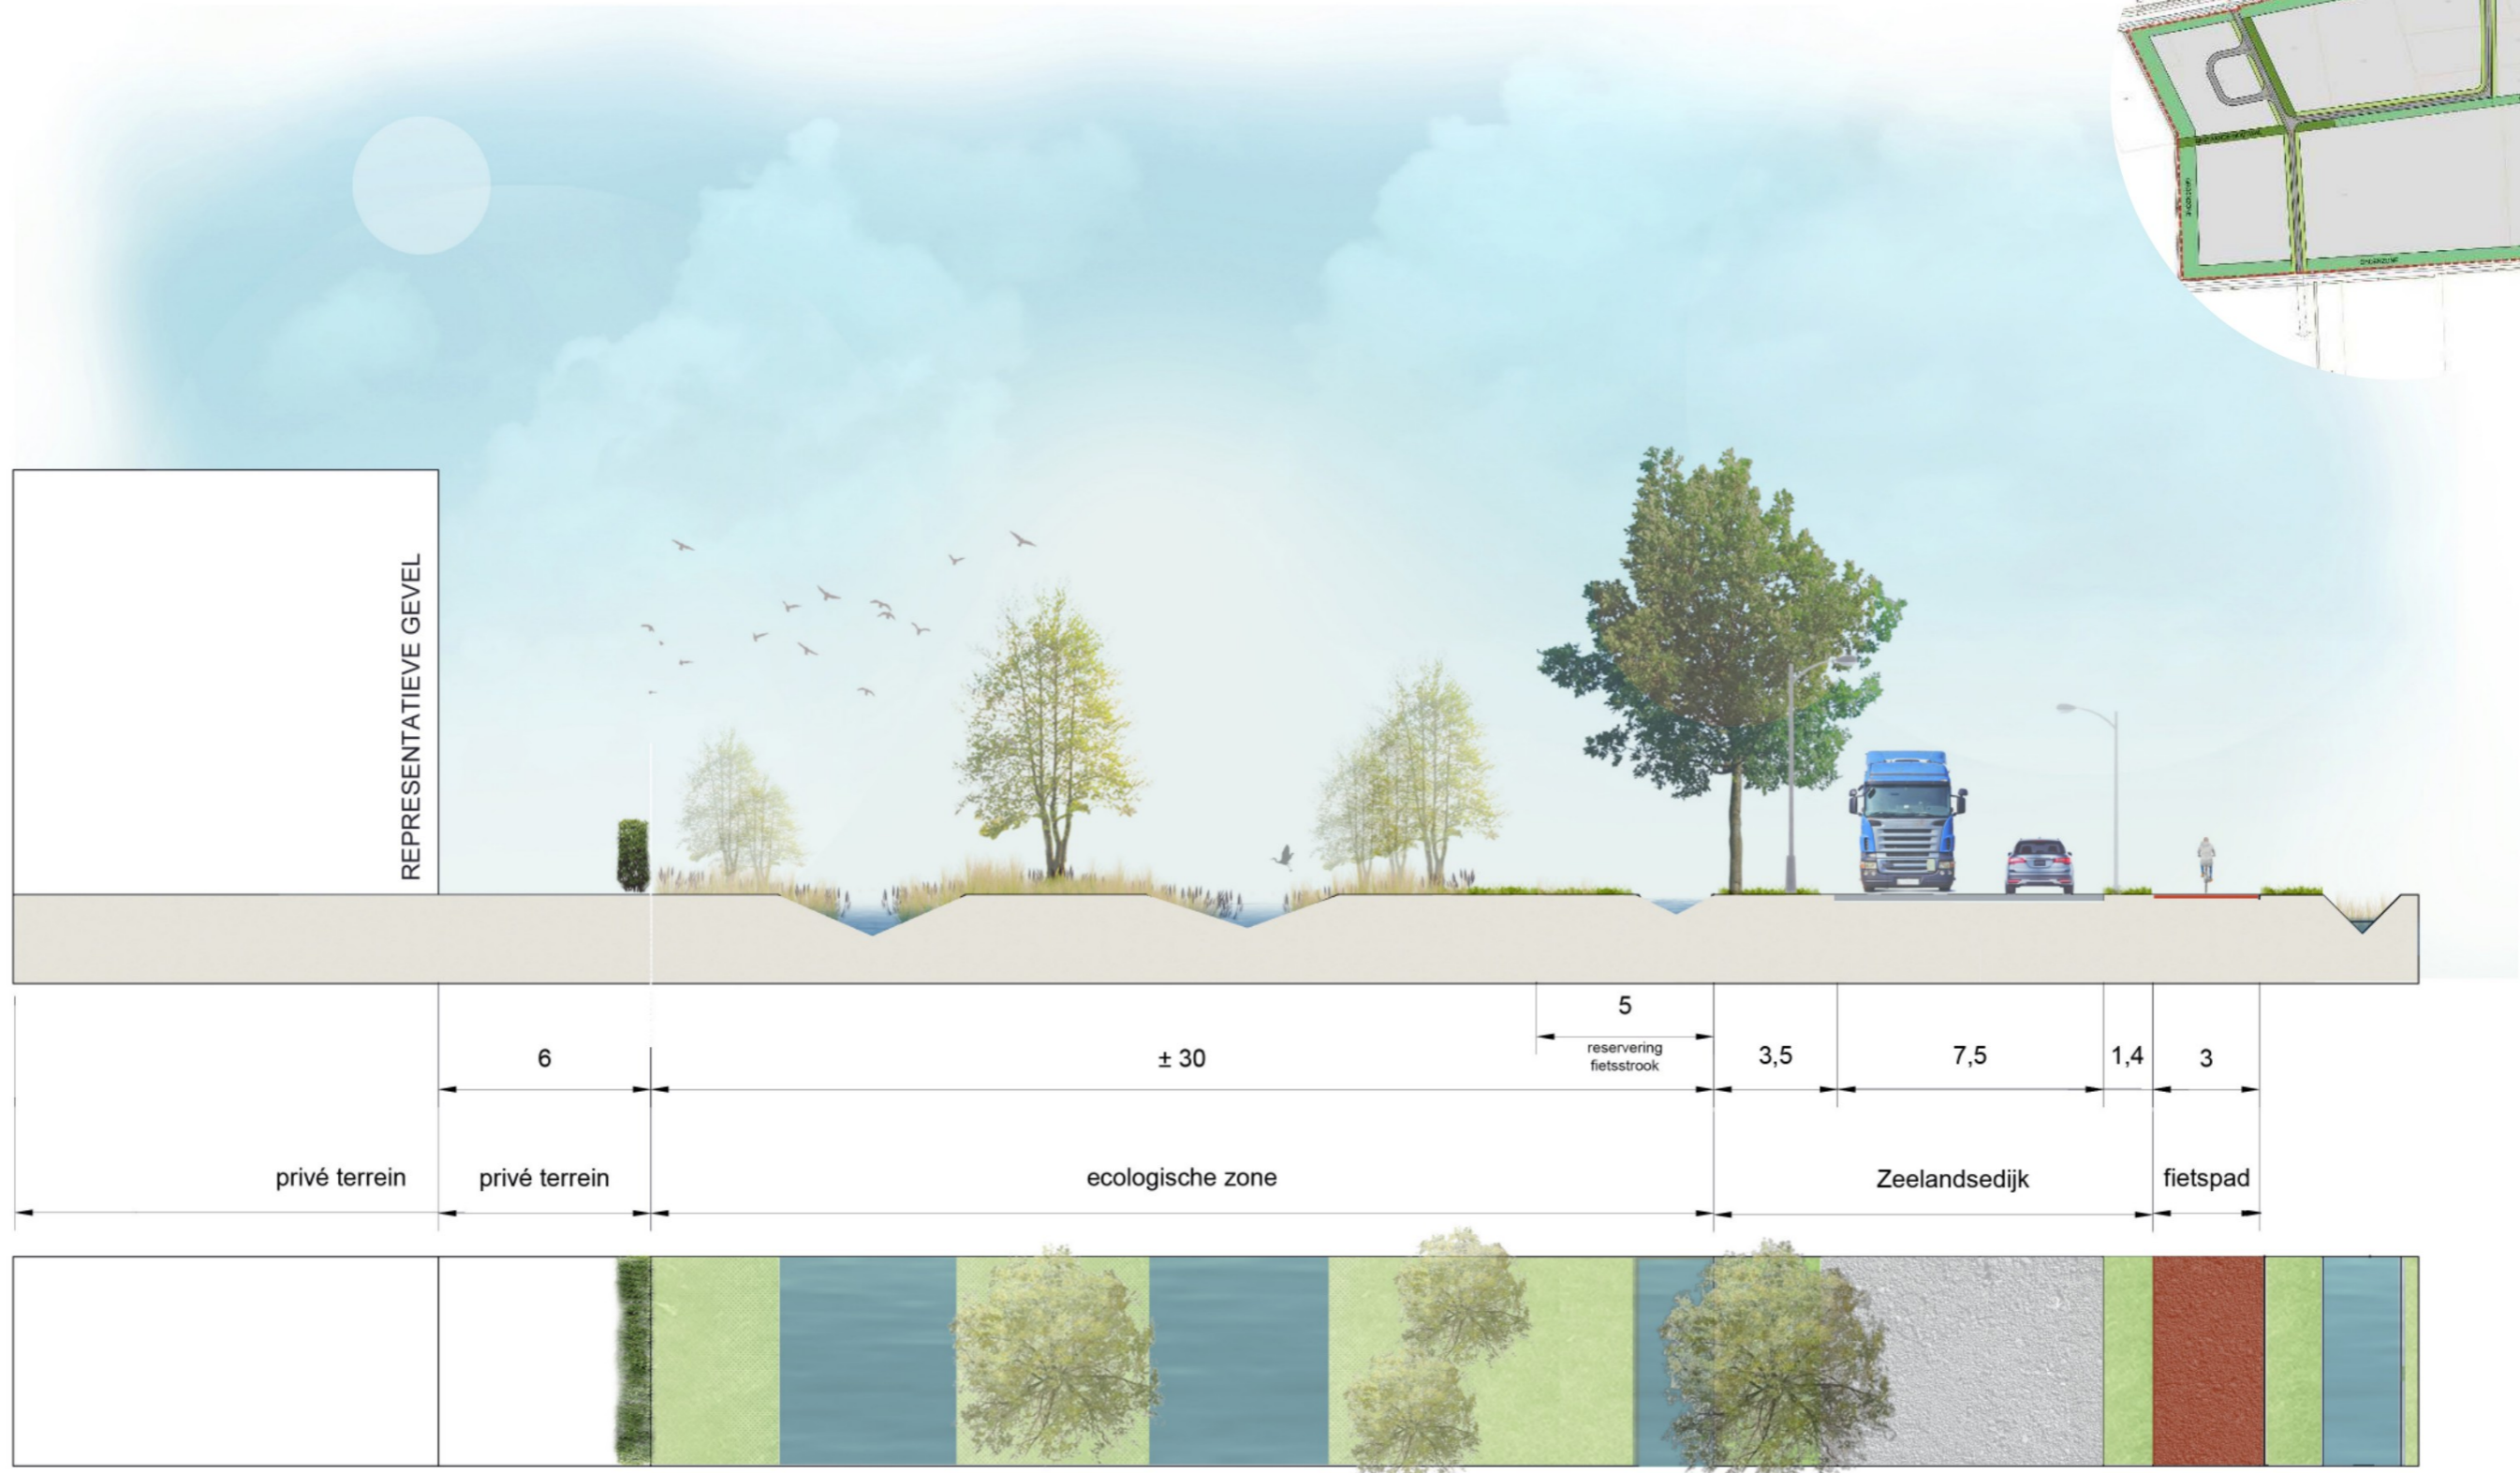 REPRESENTATIEVE GEVEL
5
reservering
fietsstrook
6
± 30
3,5
7,5
1,4
3
privé terrein
privé terrein
ecologische zone
Zeelandsedijk
fietspad